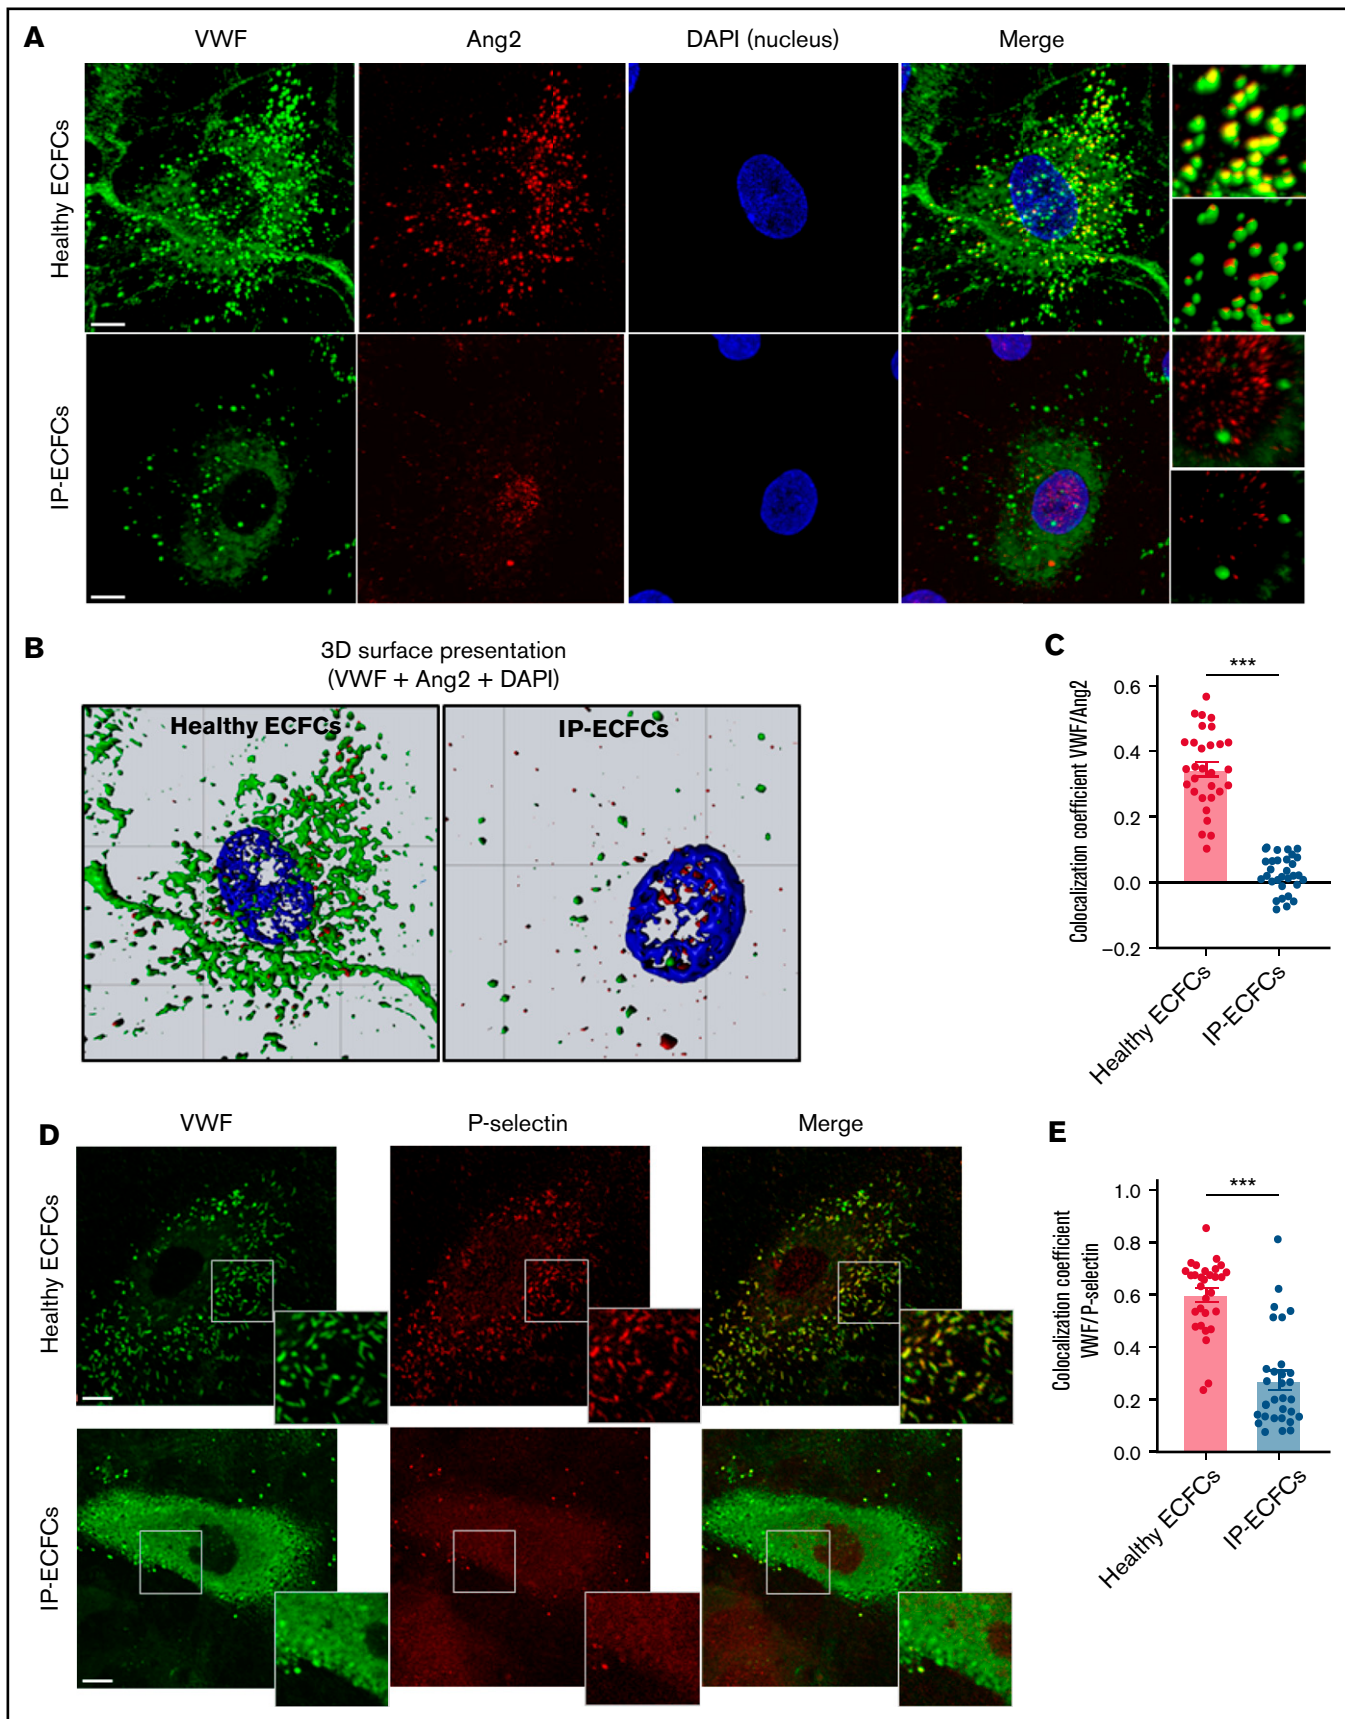 A
VWF
Ang2
DAPI (nucleus)
Merge
Healthy ECFCs
IP-ECFCs
B
3D surface presentation
(VWF + Ang2 + DAPI)
Healthy ECFCs
IP-ECFCs
C
Colocalization coefficient VWF/Ang2
***
0.6
0.4
0.2
0.0
−0.2
Healthy ECFCs
IP-ECFCs
D
VWF
P-selectin
Merge
Healthy ECFCs
IP-ECFCs
E
Colocalization coefficient
VWF/P-selectin
***
1.0
0.8
0.6
0.4
0.2
0.0
Healthy ECFCs
IP-ECFCs